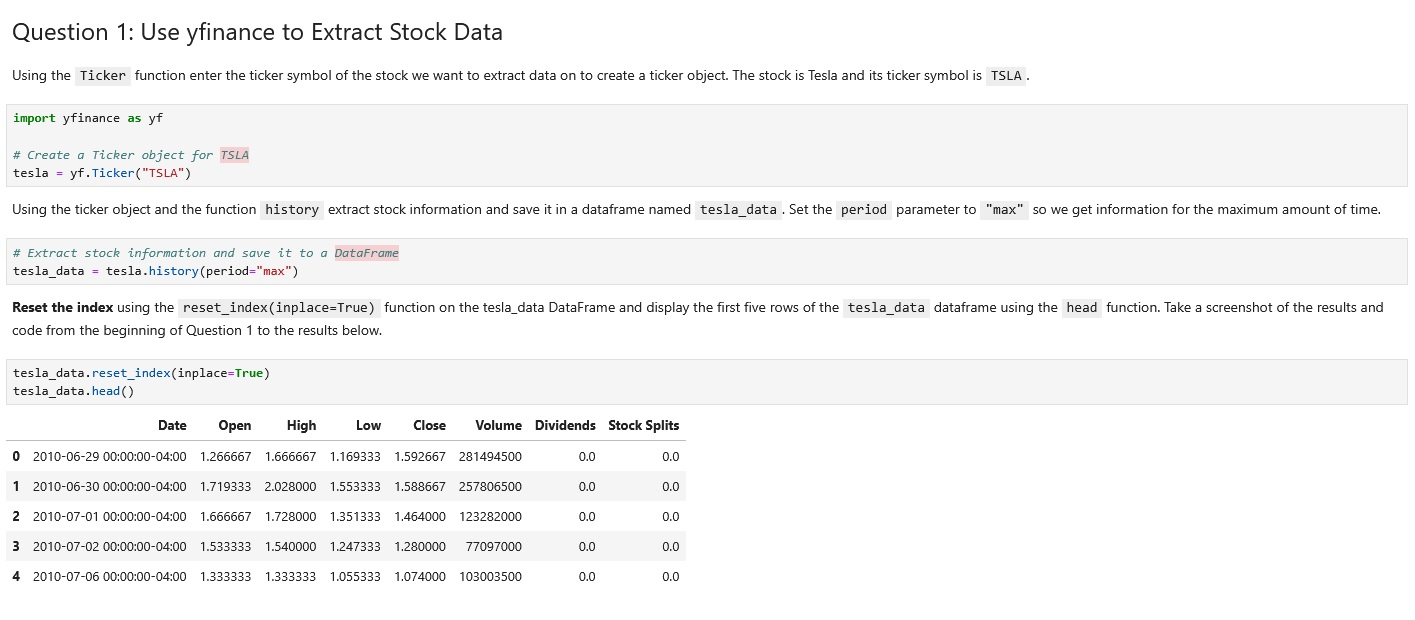 Question 1: Use yfinance to Extract Stock Data
Using the Ticker function enter the ticker symbol of the stock we want to extract data on to create a ticker object. The stock is Tesla and its ticker symbol is TSLA .
import yfinance as yf
# Create a Ticker object for TSLA
tesla = yf.Ticker("TSLA")
Using the ticker object and the function history extract stock information and save it in a dataframe named tesla_data . Set the period parameter to "max" so we get information for the maximum amount of time.
# Extract stock information and save it to a DataFrame
tesla_data = tesla.history(period="max")
Reset the index using the reset_index(inplace=True) function on the tesla_data DataFrame and display the first five rows of the tesla_data dataframe using the head function. Take a screenshot of the results and
code from the beginning of Question 1 to the results below.
tesla_data.reset_index(inplace=True)
tesla_data.head()
Date Open High Low Close Volume Dividends Stock Splits
0 2010-06-29 00:00:00-04:00 1.266667 1.666667 1.169333 1.592667 281494500 0.0 0.0
1 2010-06-30 00:00:00-04:00 1.719333 2.028000 1.553333 1.588667 257806500 0.0 0.0
2 2010-07-01 00:00:00-04:00 1.666667 1.728000 1.351333 1.464000 123282000 0.0 0.0
3 2010-07-02 00:00:00-04:00 1.533333 1.540000 1.247333 1.280000 77097000 0.0 0.0
4 2010-07-06 00:00:00-04:00 1.333333 1.333333 1.055333 1.074000 103003500 0.0 0.0